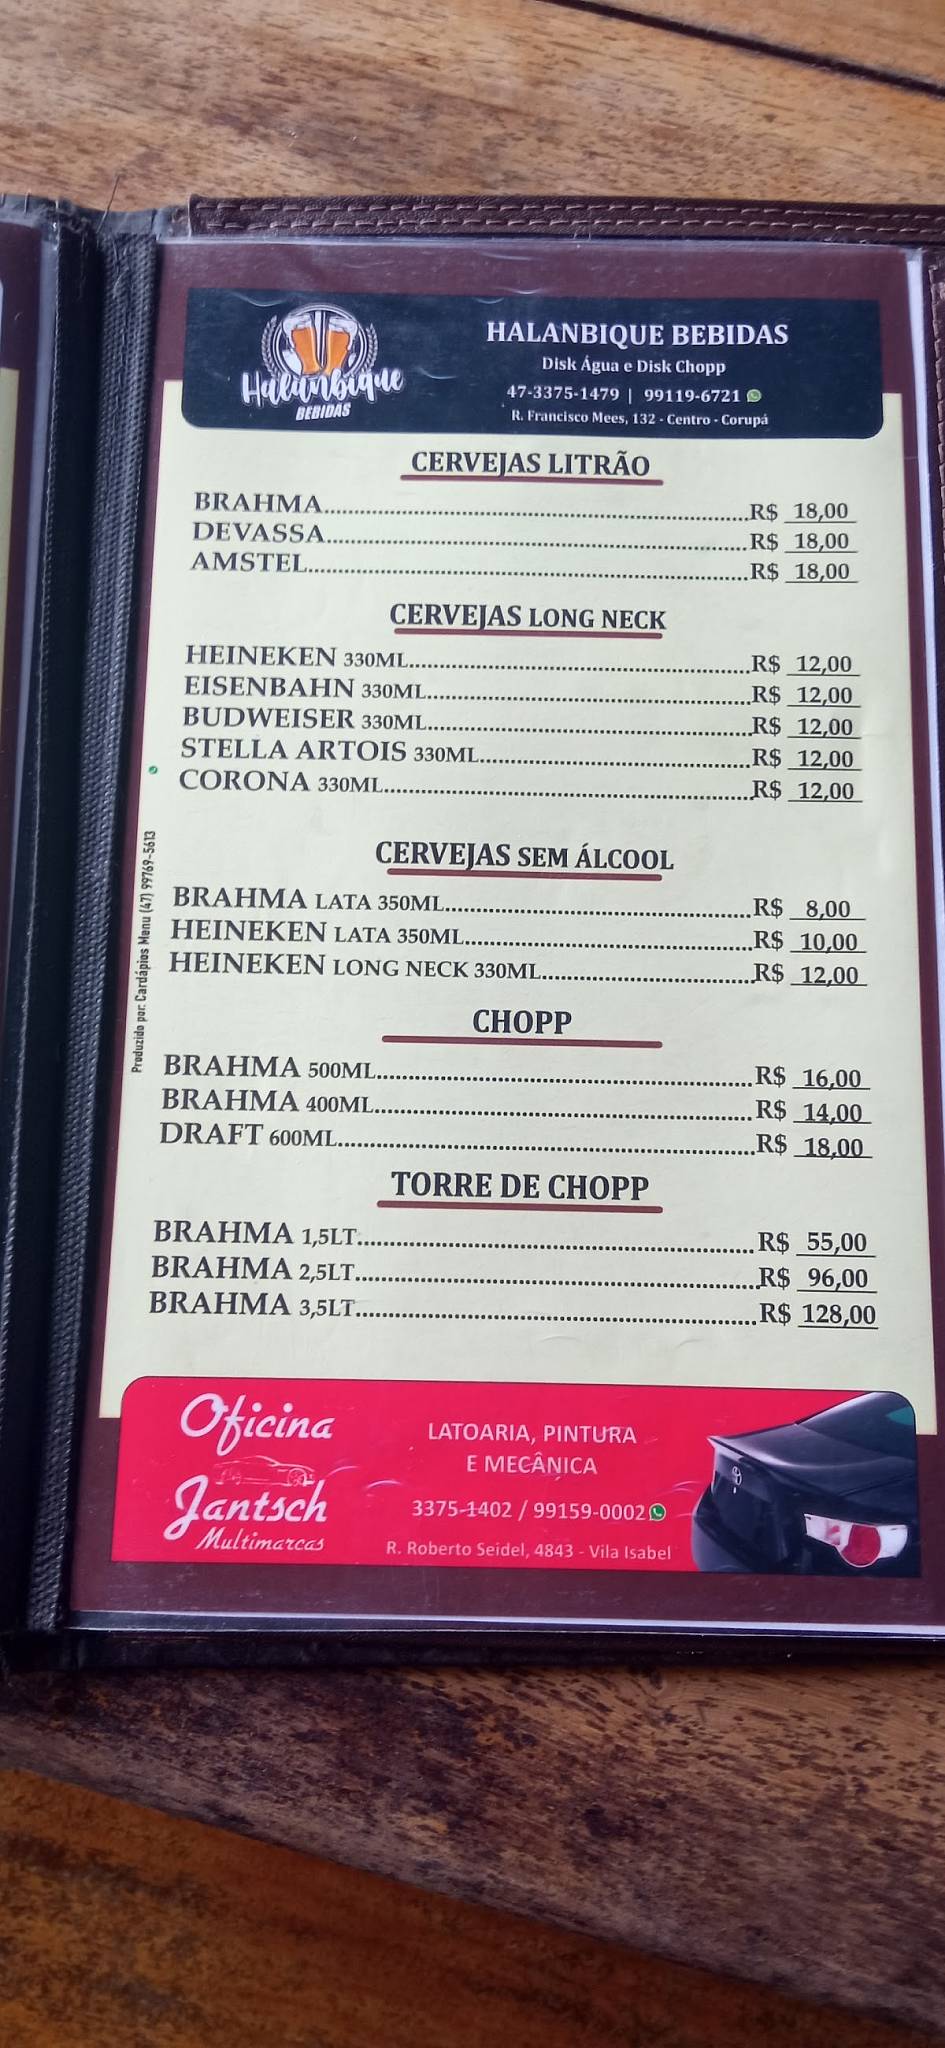 Halanbique
BEBIDAS
HALANBIQUE BEBIDAS
Disk Água e Disk Chopp
47-3375-1479 | 99119-6721
R. Francisco Mees, 132 - Centro - Corupá
CERVEJAS LITRÃO
BRAHMA....................R$ 18,00
DEVASSA....................R$ 18,00
AMSTEL....................R$ 18,00
CERVEJAS LONG NECK
HEINEKEN 330ML....................R$ 12,00
EISENBAHN 330ML....................R$ 12,00
BUDWEISER 330ML....................R$ 12,00
STELLA ARTOIS 330ML....................R$ 12,00
CORONA 330ML....................R$ 12,00
CERVEJAS SEM ÁLCOOL
BRAHMA LATA 350ML....................R$ 8,00
HEINEKEN LATA 350ML....................R$ 10,00
HEINEKEN LONG NECK 330ML....................R$ 12,00
CHOPP
BRAHMA 500ML....................R$ 16,00
BRAHMA 400ML....................R$ 14,00
DRAFT 600ML....................R$ 18,00
TORRE DE CHOPP
BRAHMA 1,5LT....................R$ 55,00
BRAHMA 2,5LT....................R$ 96,00
BRAHMA 3,5LT....................R$ 128,00
Produzido por: Cardápios Menu (47) 99769-5613
Oficina
Jantsch
Multimarcas
LATOARIA, PINTURA
E MECÂNICA
3375-1402 / 99159-0002
R. Roberto Seidel, 4843 - Vila Isabel